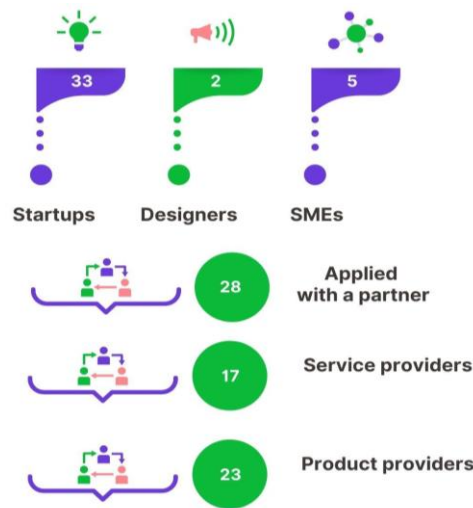 33 2 5
Startups Designers SMEs
28 Applied
with a partner
17 Service providers
23 Product providers